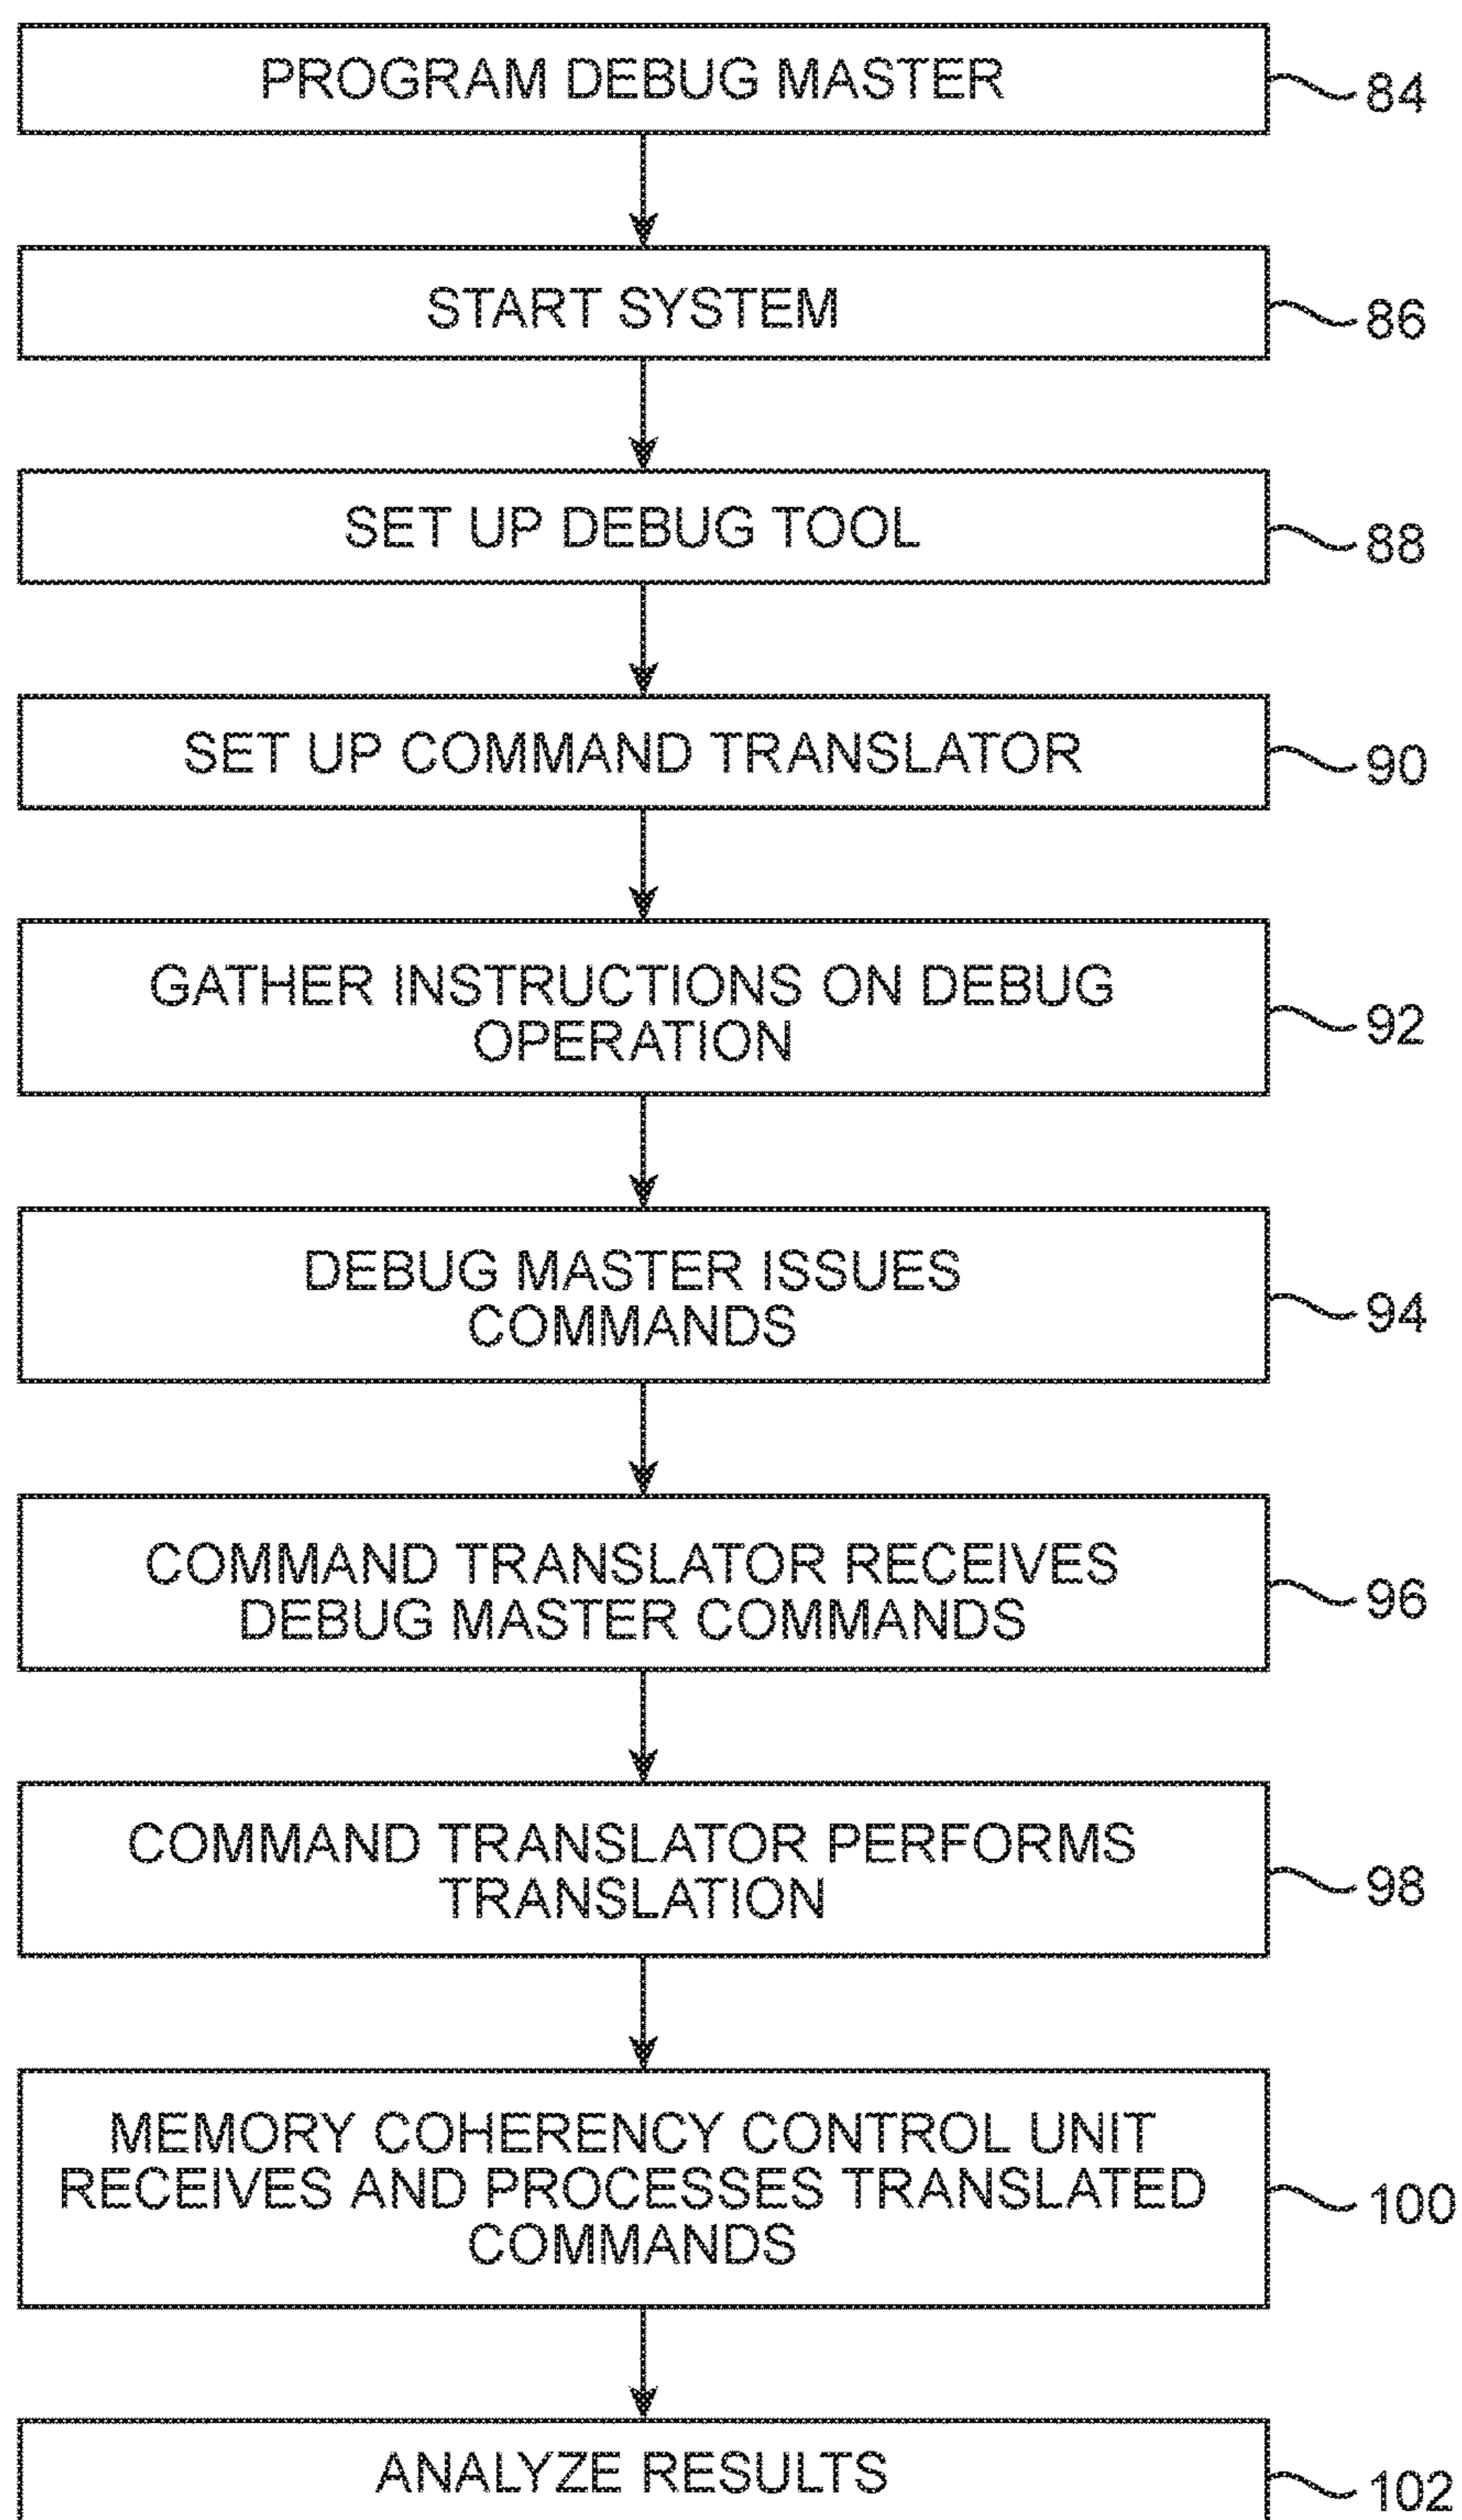 PROGRAM DEBUG MASTER
84
START SYSTEM
86
SET UP DEBUG TOOL
88
SET UP COMMAND TRANSLATOR
90
GATHER INSTRUCTIONS ON DEBUG
OPERATION
92
DEBUG MASTER ISSUES
COMMANDS
94
COMMAND TRANSLATOR RECEIVES
DEBUG MASTER COMMANDS
96
COMMAND TRANSLATOR PERFORMS
TRANSLATION
98
MEMORY COHERENCY CONTROL UNIT
RECEIVES AND PROCESSES TRANSLATED
COMMANDS
100
ANALYZE RESULTS
102